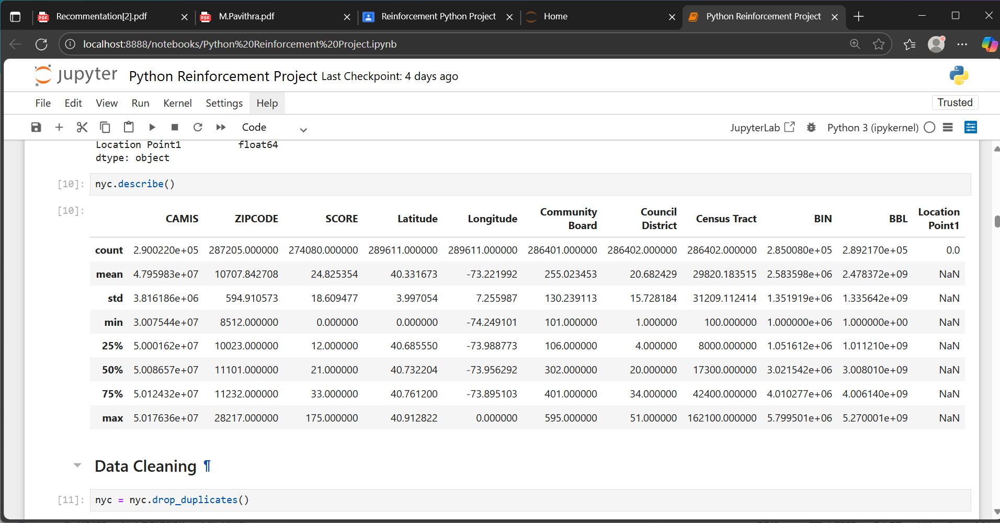 Recommentation[2].pdf
M.Pavithra.pdf
Reinforcement Python Project
Home
Python Reinforcement Project
localhost:8888/notebooks/Python%20Reinforcement%20Project.ipynb
jupyter Python Reinforcement Project Last Checkpoint: 4 days ago
File Edit View Run Kernel Settings Help Trusted
Code JupyterLab Python 3 (ipykernel)
Location Point1 float64
dtype: object
[10]: nyc.describe()
[10]:
CAMIS ZIPCODE SCORE Latitude Longitude Community Board Council District Census Tract BIN BBL Location Point1
count 2.900220e+05 287205.000000 274080.000000 289611.000000 289611.000000 286401.000000 286402.000000 286402.000000 2.850080e+05 2.892170e+05 0.0
mean 4.795983e+07 10707.842708 24.825354 40.331673 -73.221992 255.023453 20.682429 29820.183515 2.583598e+06 2.478372e+09 NaN
std 3.816186e+06 594.910573 18.609477 3.997054 7.255987 130.239113 15.728184 31209.112414 1.351919e+06 1.335642e+09 NaN
min 3.007544e+07 8512.000000 0.000000 0.000000 -74.249101 101.000000 1.000000 100.000000 1.000000e+06 1.000000e+00 NaN
25% 5.000162e+07 10023.000000 12.000000 40.685550 -73.988773 106.000000 4.000000 8000.000000 1.051612e+06 1.011210e+09 NaN
50% 5.008657e+07 11101.000000 21.000000 40.732204 -73.956292 302.000000 20.000000 17300.000000 3.021542e+06 3.008010e+09 NaN
75% 5.012432e+07 11232.000000 33.000000 40.761200 -73.895103 401.000000 34.000000 42400.000000 4.010277e+06 4.006140e+09 NaN
max 5.017636e+07 28217.000000 175.000000 40.912822 0.000000 595.000000 51.000000 162100.000000 5.799501e+06 5.270001e+09 NaN
Data Cleaning ¶
[11]: nyc = nyc.drop_duplicates()